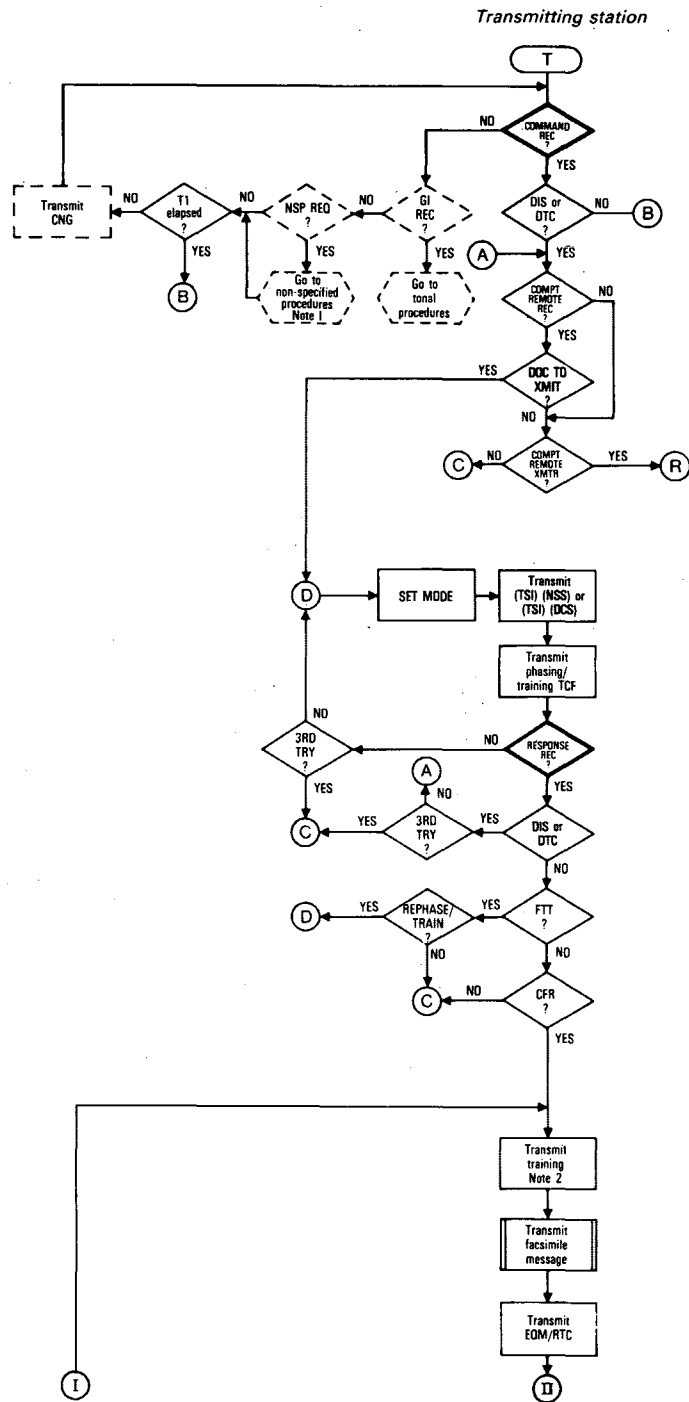 Transmitting station
T
COMMAND
REC
?
NO
YES
DIS or
DTC
?
NO
B
YES
A
GI
REC
?
NO
YES
Go to
tonal
procedures
NSP REQ
?
NO
YES
Go to
non-specified
procedures
Note 1
T1
elapsed
?
NO
YES
B
Transmit
CNG
COMPT
REMOTE
REC
?
NO
YES
DOC TO
XMIT
?
YES
NO
COMPT
REMOTE
XMTR
?
NO
C
YES
R
D
SET MODE
Transmit
(TSI) (NSS) or
(TSI) (DCS)
Transmit
phasing/
training TCF
RESPONSE
REC
?
NO
YES
3RD
TRY
?
NO
YES
C
DIS or
DTC
?
YES
NO
3RD
TRY
?
NO
A
YES
FTT
?
YES
NO
REPHASE/
TRAIN
?
YES
D
NO
C
CFR
?
NO
YES
Transmit
training
Note 2
Transmit
facsimile
message
Transmit
EOM/RTC
I
II